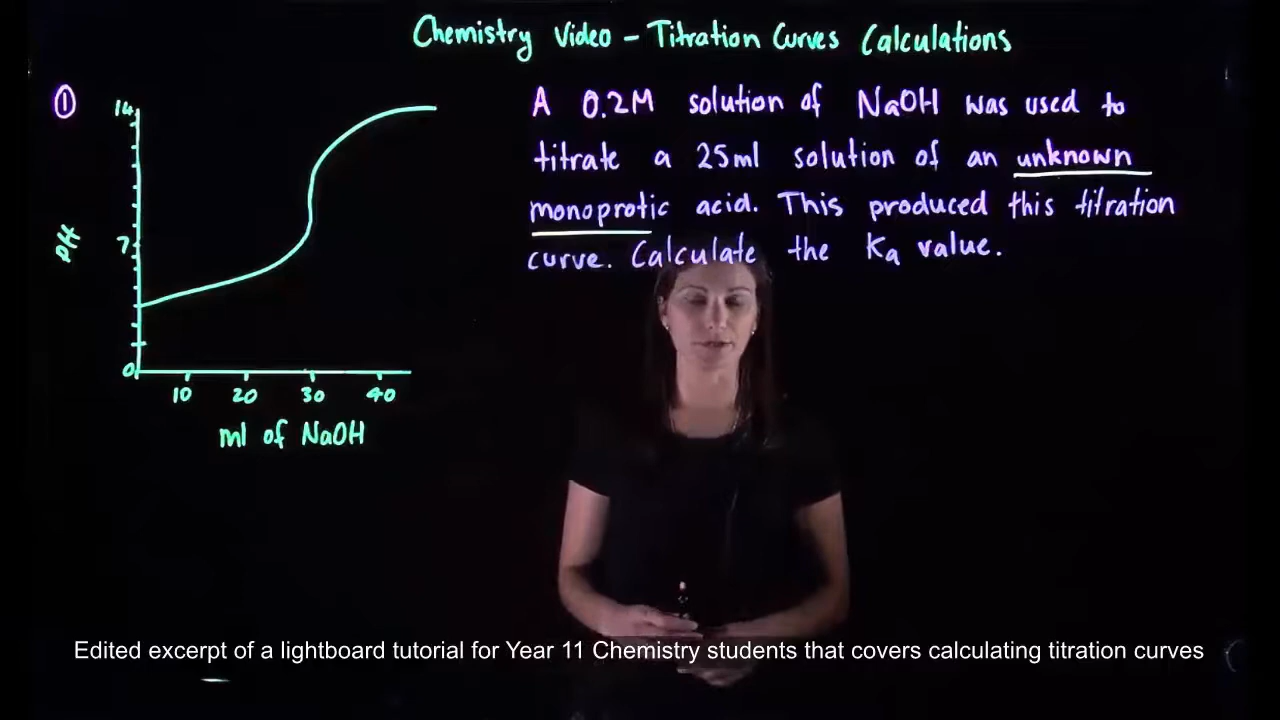 Chemistry Video - Titration Curves Calculations
①
14
7
0
pH
10 20 30 40
ml of NaOH
A 0.2M solution of NaOH was used to
titrate a 25ml solution of an unknown
monoprotic acid. This produced this titration
curve. Calculate the Ka value.
Edited excerpt of a lightboard tutorial for Year 11 Chemistry students that covers calculating titration curves